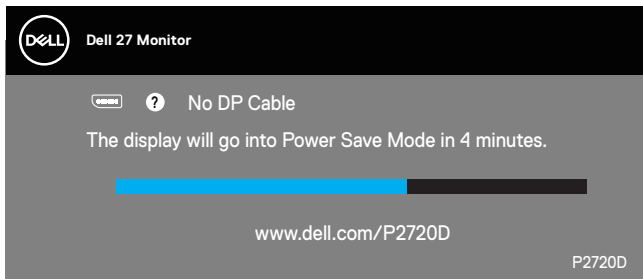 DELL
Dell 27 Monitor
? No DP Cable
The display will go into Power Save Mode in 4 minutes.
www.dell.com/P2720D
P2720D